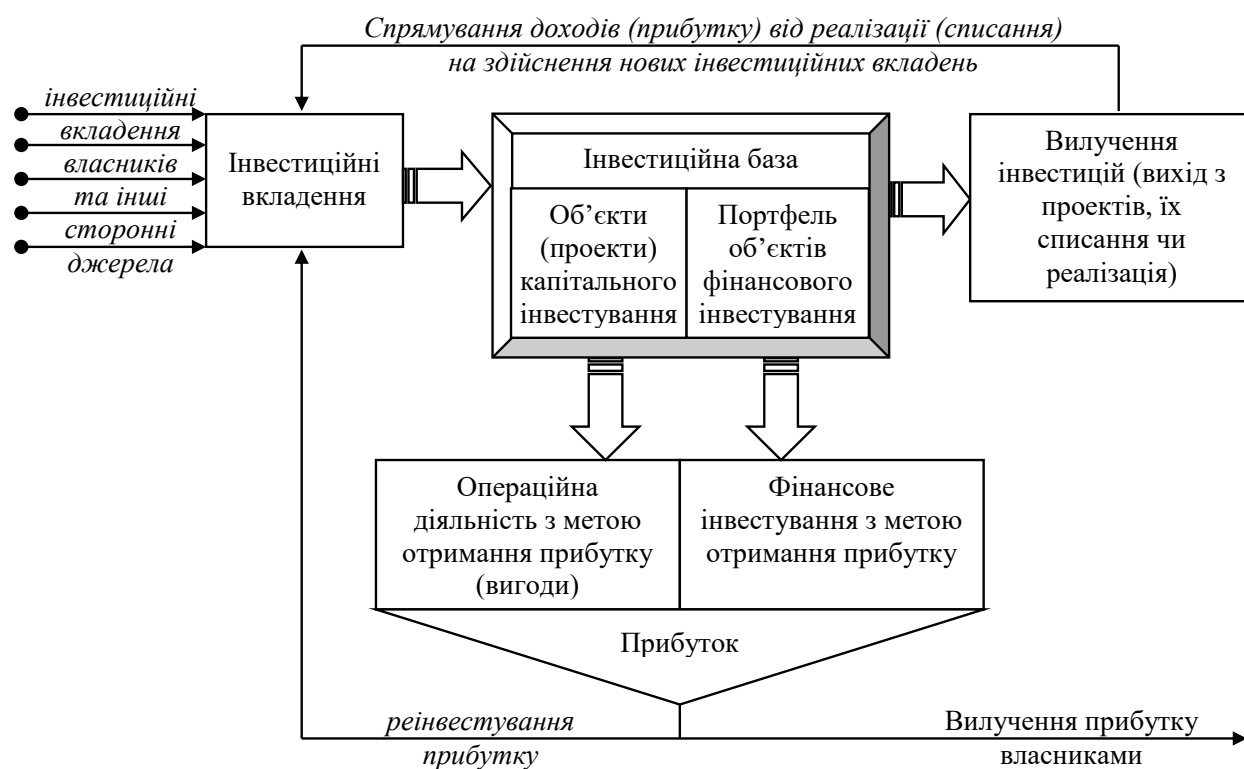 Спрямування доходів (прибутку) від реалізації (списання)
на здійснення нових інвестиційних вкладень
інвестиційні
вкладення
власників
та інші
сторонні
джерела
Інвестиційні
вкладення
Інвестиційна база
Об’єкти
(проекти)
капітального
інвестування
Портфель
об’єктів
фінансового
інвестування
Вилучення
інвестицій (вихід з
проектів, їх
списання чи
реалізація)
Операційна
діяльність з метою
отримання прибутку
(вигоди)
Фінансове
інвестування з метою
отримання прибутку
Прибуток
реінвестування
прибутку
Вилучення прибутку
власниками